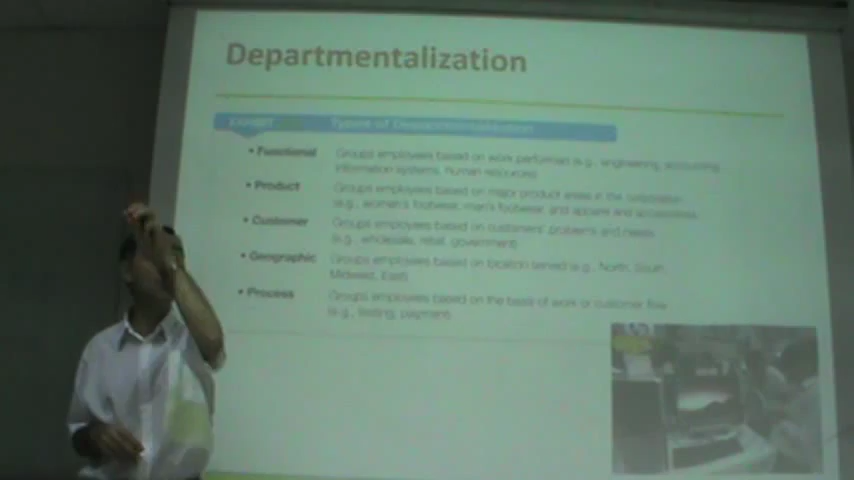 Departmentalization
EXHIBIT Types of Departmentalization
• Functional Groups employees based on work performed (e.g., engineering, accounting,
information systems, human resources)
• Product Groups employees based on major product areas in the corporation
(e.g., women's footwear, men's footwear, and apparel and accessories)
• Customer Groups employees based on customers' problems and needs
(e.g., wholesale, retail, government)
• Geographic Groups employees based on location served (e.g., North, South,
Midwest, East)
• Process Groups employees based on the basis of work or customer flow
(e.g., testing, payment)